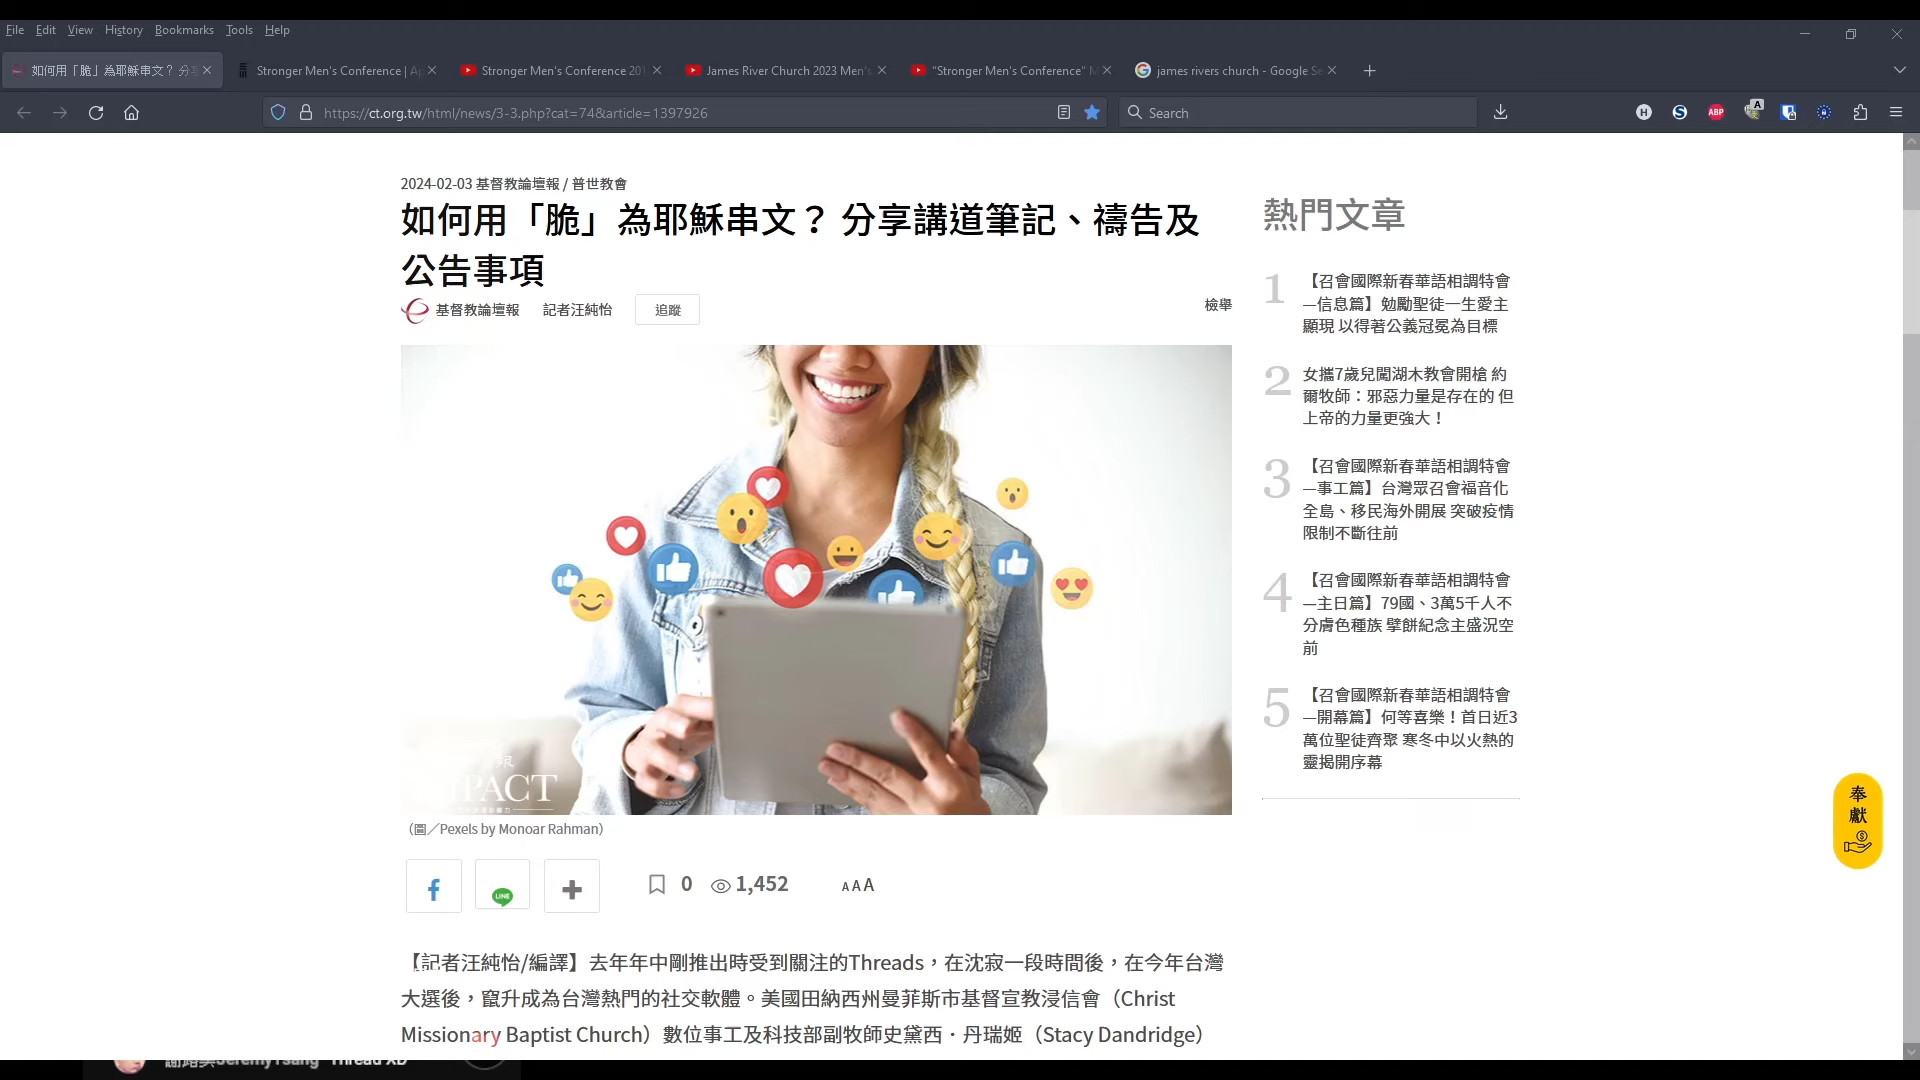 File Edit View History Bookmarks Tools Help
如何用「脆」為耶穌串文？ 分
Stronger Men's Conference | Ap
Stronger Men's Conference 201
James River Church 2023 Men's
"Stronger Men's Conference" M
james rivers church - Google Se
https://ct.org.tw/html/news/3-3.php?cat=74&article=1397926
Search
2024-02-03 基督教論壇報 / 普世教會
如何用「脆」為耶穌串文？ 分享講道筆記、禱告及
公告事項
基督教論壇報 記者汪純怡 追蹤
檢舉
IMPACT
（圖／Pexels by Monoar Rahman）
LINE
0 1,452 A A A
【記者汪純怡/編譯】去年年中剛推出時受到關注的Threads，在沈寂一段時間後，在今年台灣
大選後，竄升成為台灣熱門的社交軟體。美國田納西州曼菲斯市基督宣教浸信會（Christ
Missionary Baptist Church）數位事工及科技部副牧師史黛西．丹瑞姬（Stacy Dandridge）
熱門文章
1 【召會國際新春華語相調特會
—信息篇】勉勵聖徒一生愛主
顯現 以得著公義冠冕為目標
2 女攜7歲兒闖湖木教會開槍 約
爾牧師：邪惡力量是存在的 但
上帝的力量更強大！
3 【召會國際新春華語相調特會
—事工篇】台灣眾召會福音化
全島、移民海外開展 突破疫情
限制不斷往前
4 【召會國際新春華語相調特會
—主日篇】79國、3萬5千人不
分膚色種族 擘餅紀念主盛況空
前
5 【召會國際新春華語相調特會
—開幕篇】何等喜樂！首日近3
萬位聖徒齊聚 寒冬中以火熱的
靈揭開序幕
奉
獻